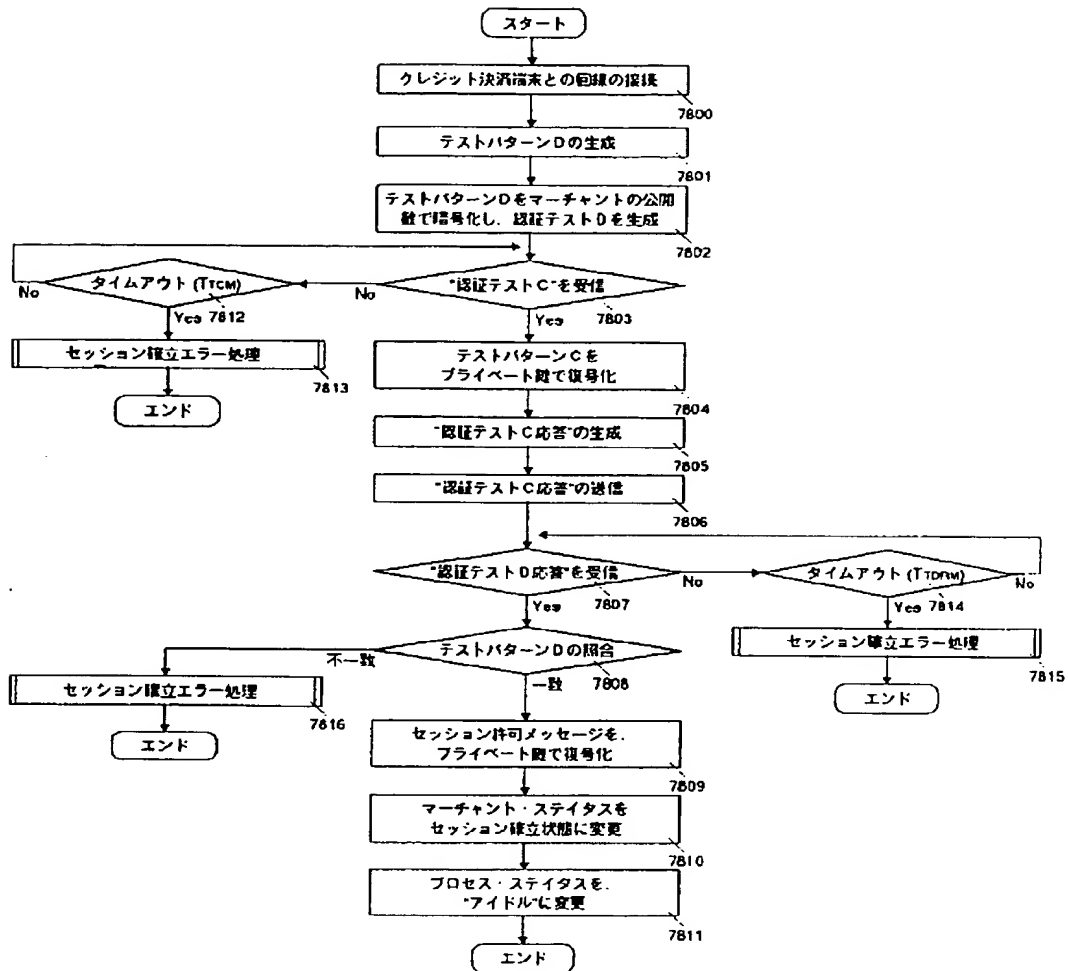 スタート
クレジット決済端末との回線の接続
7800
テストパターンDの生成
7801
テストパターンDをマーチャントの公開
鍵で暗号化し、認証テストDを生成
7802
"認証テストC"を受信
7803
No
Yes
タイムアウト(TTCM)
7812
No
Yes
セッション確立エラー処理
7813
エンド
テストパターンCを
プライベート鍵で復号化
7804
"認証テストC応答"の生成
7805
"認証テストC応答"の送信
7806
"認証テストD応答"を受信
7807
No
Yes
タイムアウト(TTDRM)
7814
No
Yes
セッション確立エラー処理
7815
エンド
テストパターンDの照合
7808
不一致
一致
セッション確立エラー処理
7816
エンド
セッション許可メッセージを、
プライベート鍵で復号化
7809
マーチャント・ステイタスを
セッション確立状態に変更
7810
プロセス・ステイタスを、
"アイドル"に変更
7811
エンド